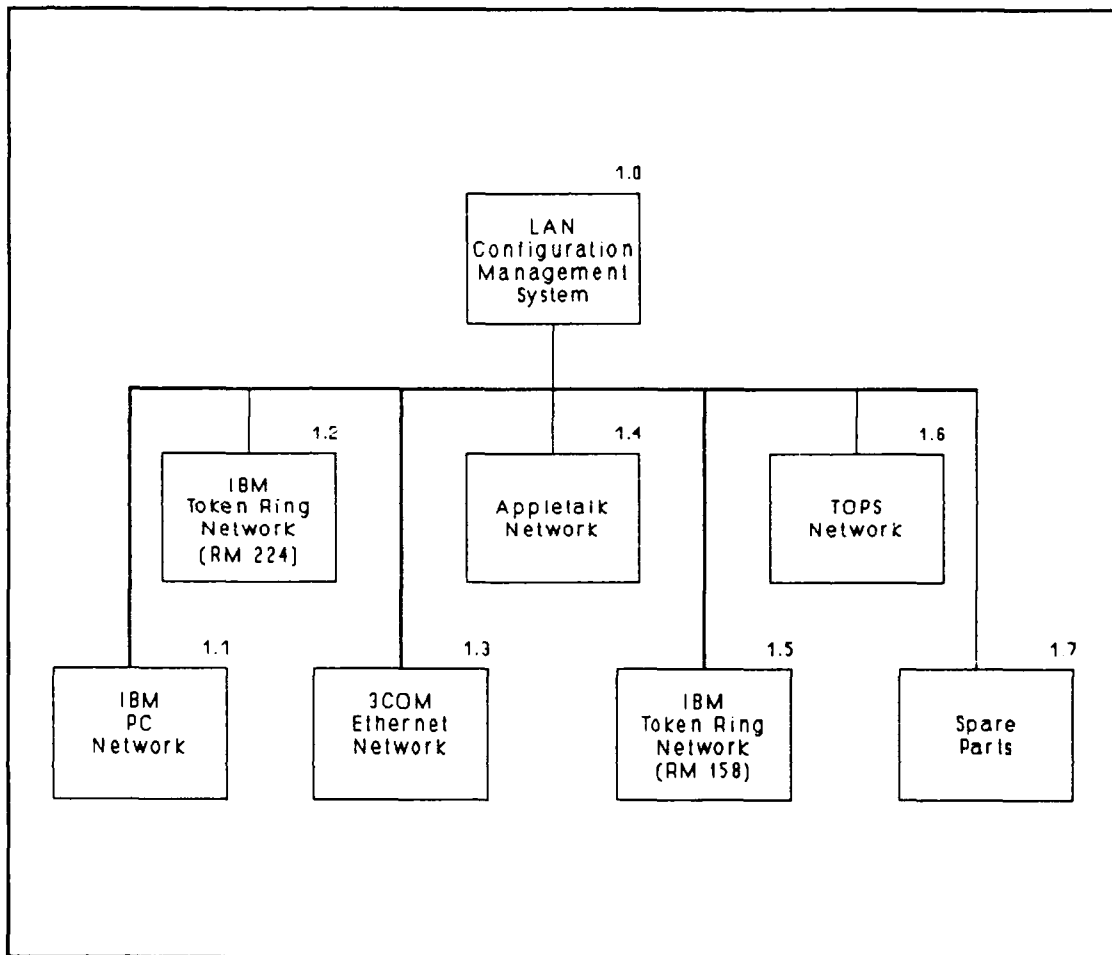 1.0
LAN
Configuration
Management
System
1.2
IBM
Token Ring
Network
(RM 224)
1.4
Appletalk
Network
1.6
TOPS
Network
1.1
IBM
PC
Network
1.3
3COM
Ethernet
Network
1.5
IBM
Token Ring
Network
(RM 158)
1.7
Spare
Parts